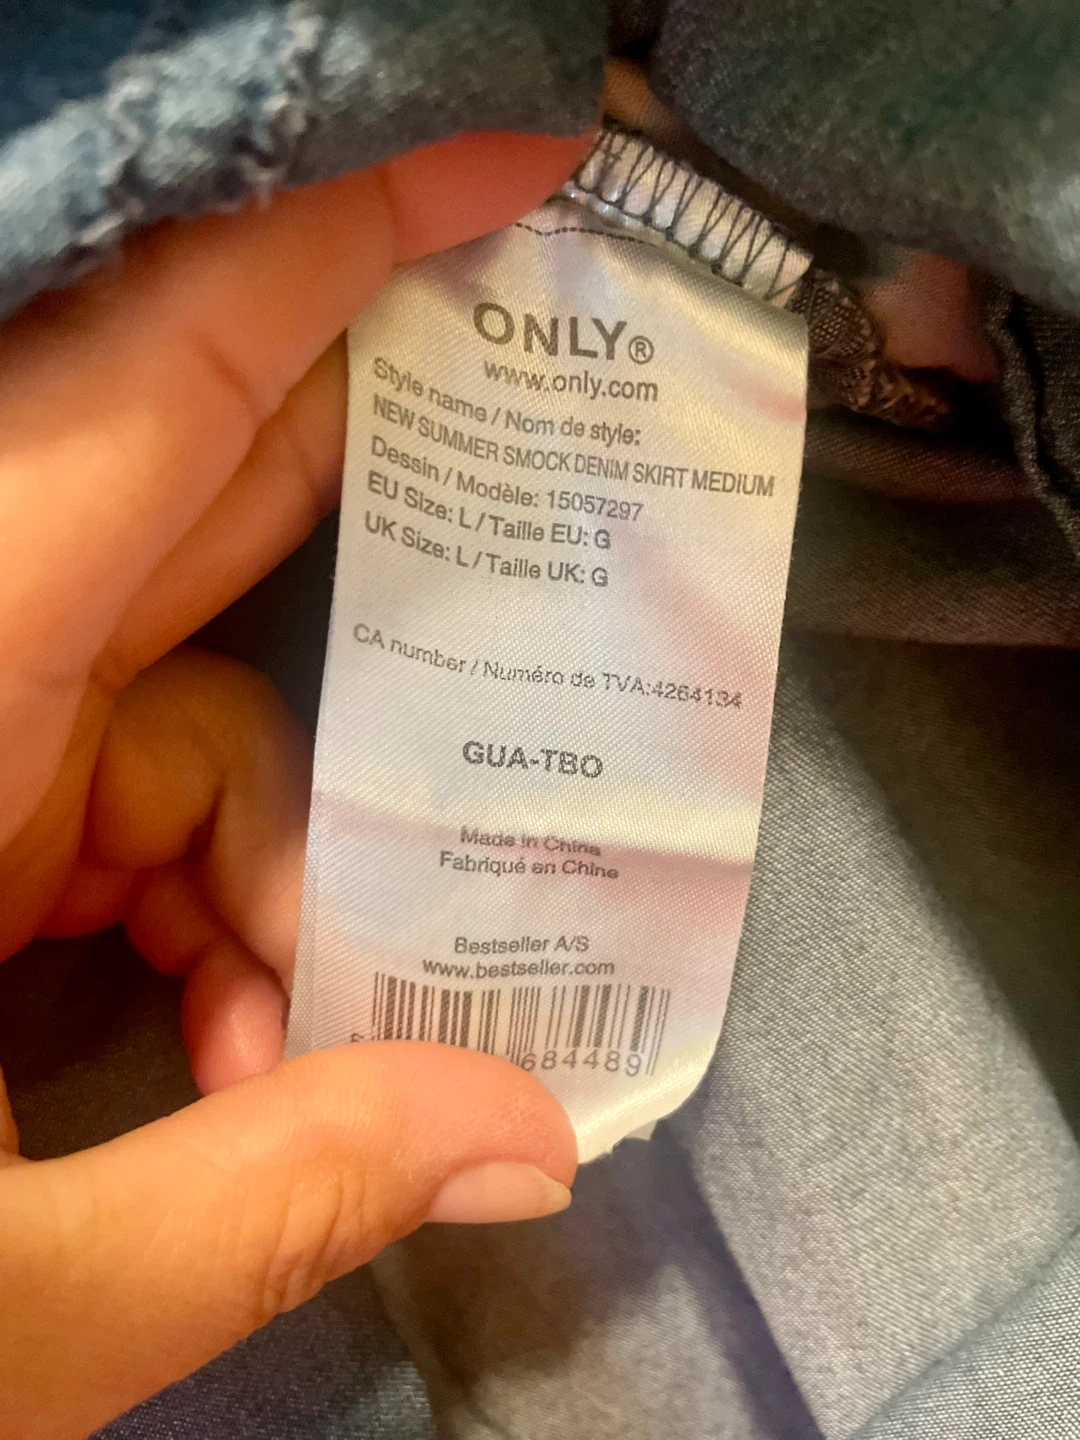 ONLY®
www.only.com
Style name / Nom de style:
NEW SUMMER SMOCK DENIM SKIRT MEDIUM
Dessin / Modèle: 15057297
EU Size: L / Taille EU: G
UK Size: L / Taille UK: G
CA number / Numéro de TVA:4264134
GUA-TBO
Made in China
Fabriqué en Chine
Bestseller A/S
www.bestseller.com
684489